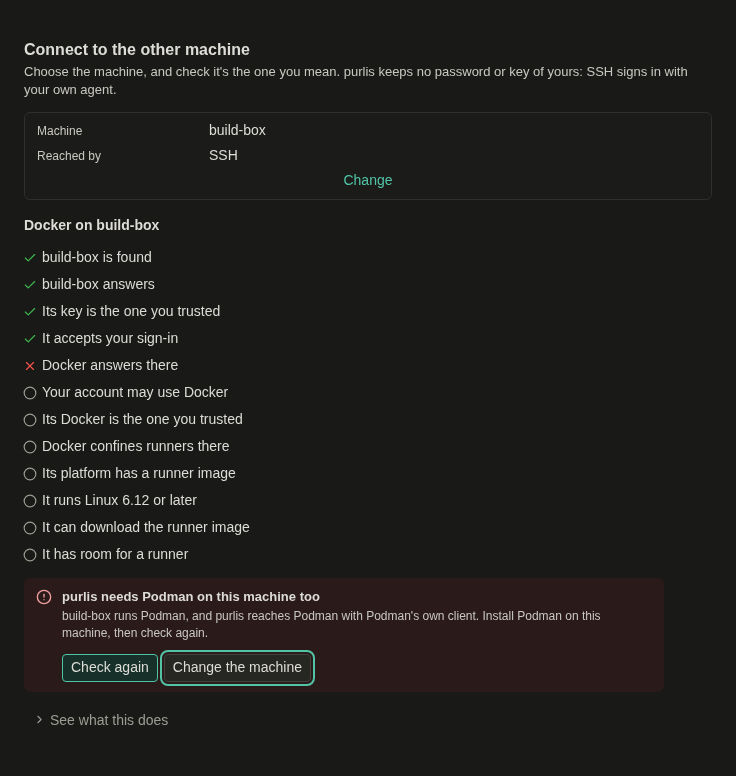 Connect to the other machine
Choose the machine, and check it's the one you mean. purlis keeps no password or key of yours: SSH signs in with
your own agent.
Machine build-box
Reached by SSH
Change
Docker on build-box
build-box is found
build-box answers
Its key is the one you trusted
It accepts your sign-in
Docker answers there
Your account may use Docker
Its Docker is the one you trusted
Docker confines runners there
Its platform has a runner image
It runs Linux 6.12 or later
It can download the runner image
It has room for a runner
purlis needs Podman on this machine too
build-box runs Podman, and purlis reaches Podman with Podman's own client. Install Podman on this
machine, then check again.
Check again Change the machine
See what this does